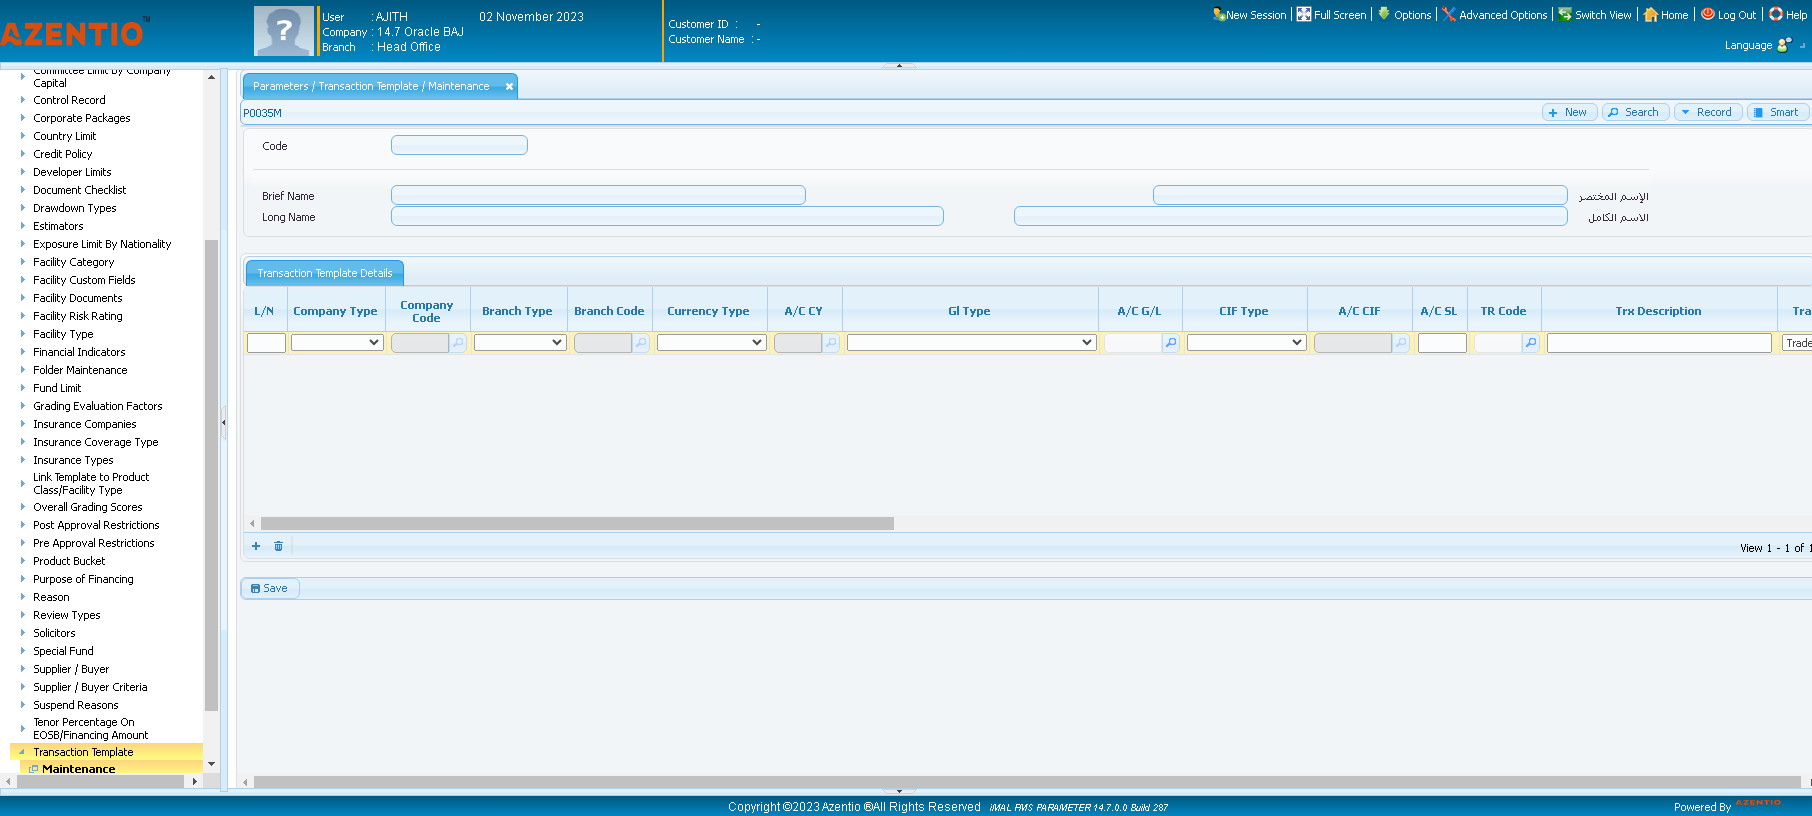 AZENTIO™
User : AJITH 02 November 2023
Company : 14.7 Oracle BAJ
Branch : Head Office
Customer ID : -
Customer Name : -
New Session Full Screen Options Advanced Options Switch View Home Log Out Help
Language
Committee Limit By Company
Capital
Control Record
Corporate Packages
Country Limit
Credit Policy
Developer Limits
Document Checklist
Drawdown Types
Estimators
Exposure Limit By Nationality
Facility Category
Facility Custom Fields
Facility Documents
Facility Risk Rating
Facility Type
Financial Indicators
Folder Maintenance
Fund Limit
Grading Evaluation Factors
Insurance Companies
Insurance Coverage Type
Insurance Types
Link Template to Product
Class/Facility Type
Overall Grading Scores
Post Approval Restrictions
Pre Approval Restrictions
Product Bucket
Purpose of Financing
Reason
Review Types
Solicitors
Special Fund
Supplier / Buyer
Supplier / Buyer Criteria
Suspend Reasons
Tenor Percentage On
EOSB/Financing Amount
Transaction Template
Maintenance
Parameters / Transaction Template / Maintenance
P0035M
New Search Record Smart
Code
Brief Name الإسم المختصر
Long Name الاسم الكامل
Transaction Template Details
L/N Company Type Company Code Branch Type Branch Code Currency Type A/C CY Gl Type A/C G/L CIF Type A/C CIF A/C SL TR Code Trx Description Tra
Trade
View 1 - 1 of 1
Save
Copyright ©2023 Azentio ®All Rights Reserved iMAL PMS PARAMETER 14.7.0.0 Build 287
Powered By AZENTIO